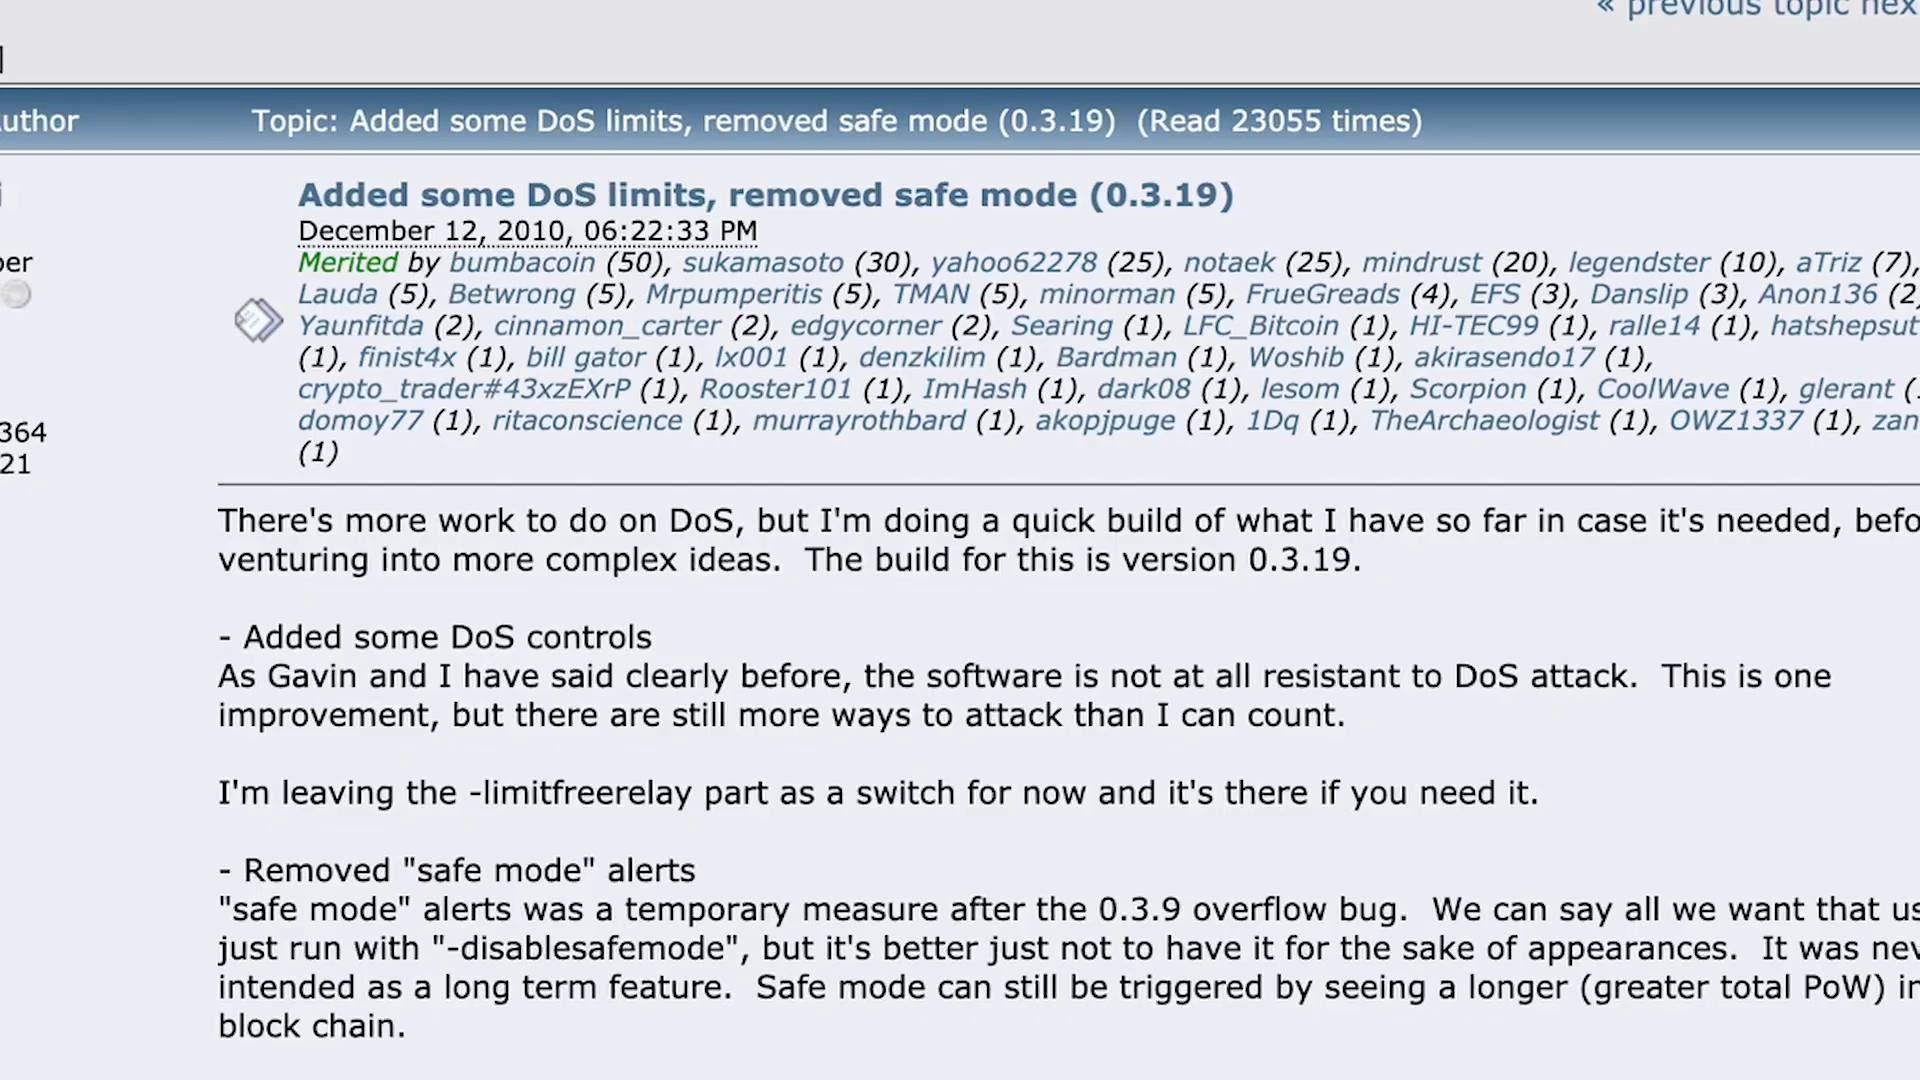 « previous topic
Topic: Added some DoS limits, removed safe mode (0.3.19)  (Read 23055 times)
Added some DoS limits, removed safe mode (0.3.19)
December 12, 2010, 06:22:33 PM
Merited by bumbacoin (50), sukamasoto (30), yahoo62278 (25), notaek (25), mindrust (20), legendster (10), aTriz (7),
Lauda (5), Betwrong (5), Mrpumperitis (5), TMAN (5), minorman (5), FrueGreads (4), EFS (3), Danslip (3), Anon136 (2
Yaunfitda (2), cinnamon_carter (2), edgycorner (2), Searing (1), LFC_Bitcoin (1), HI-TEC99 (1), ralle14 (1), hatshepsut
(1), finist4x (1), bill gator (1), lx001 (1), denzkilim (1), Bardman (1), Woshib (1), akirasendo17 (1),
crypto_trader#43xzEXrP (1), Rooster101 (1), ImHash (1), dark08 (1), lesom (1), Scorpion (1), CoolWave (1), glerant
364
domoy77 (1), ritaconscience (1), murrayrothbard (1), akopjpuge (1), 1Dq (1), TheArchaeologist (1), OWZ1337 (1),
(1)
21
There's more work to do on DoS, but I'm doing a quick build of what I have so far in case it's needed,
venturing into more complex ideas.  The build for this is version 0.3.19.
- Added some DoS controls
As Gavin and I have said clearly before, the software is not at all resistant to DoS attack.  This is one
improvement, but there are still more ways to attack than I can count.
I'm leaving the -limitfreerelay part as a switch for now and it's there if you need it.
- Removed "safe mode" alerts
"safe mode" alerts was a temporary measure after the 0.3.9 overflow bug.  We can say all we want that
just run with "-disablesafemode", but it's better just not to have it for the sake of appearances.  It was
intended as a long term feature.  Safe mode can still be triggered by seeing a longer (greater total PoW)
block chain.